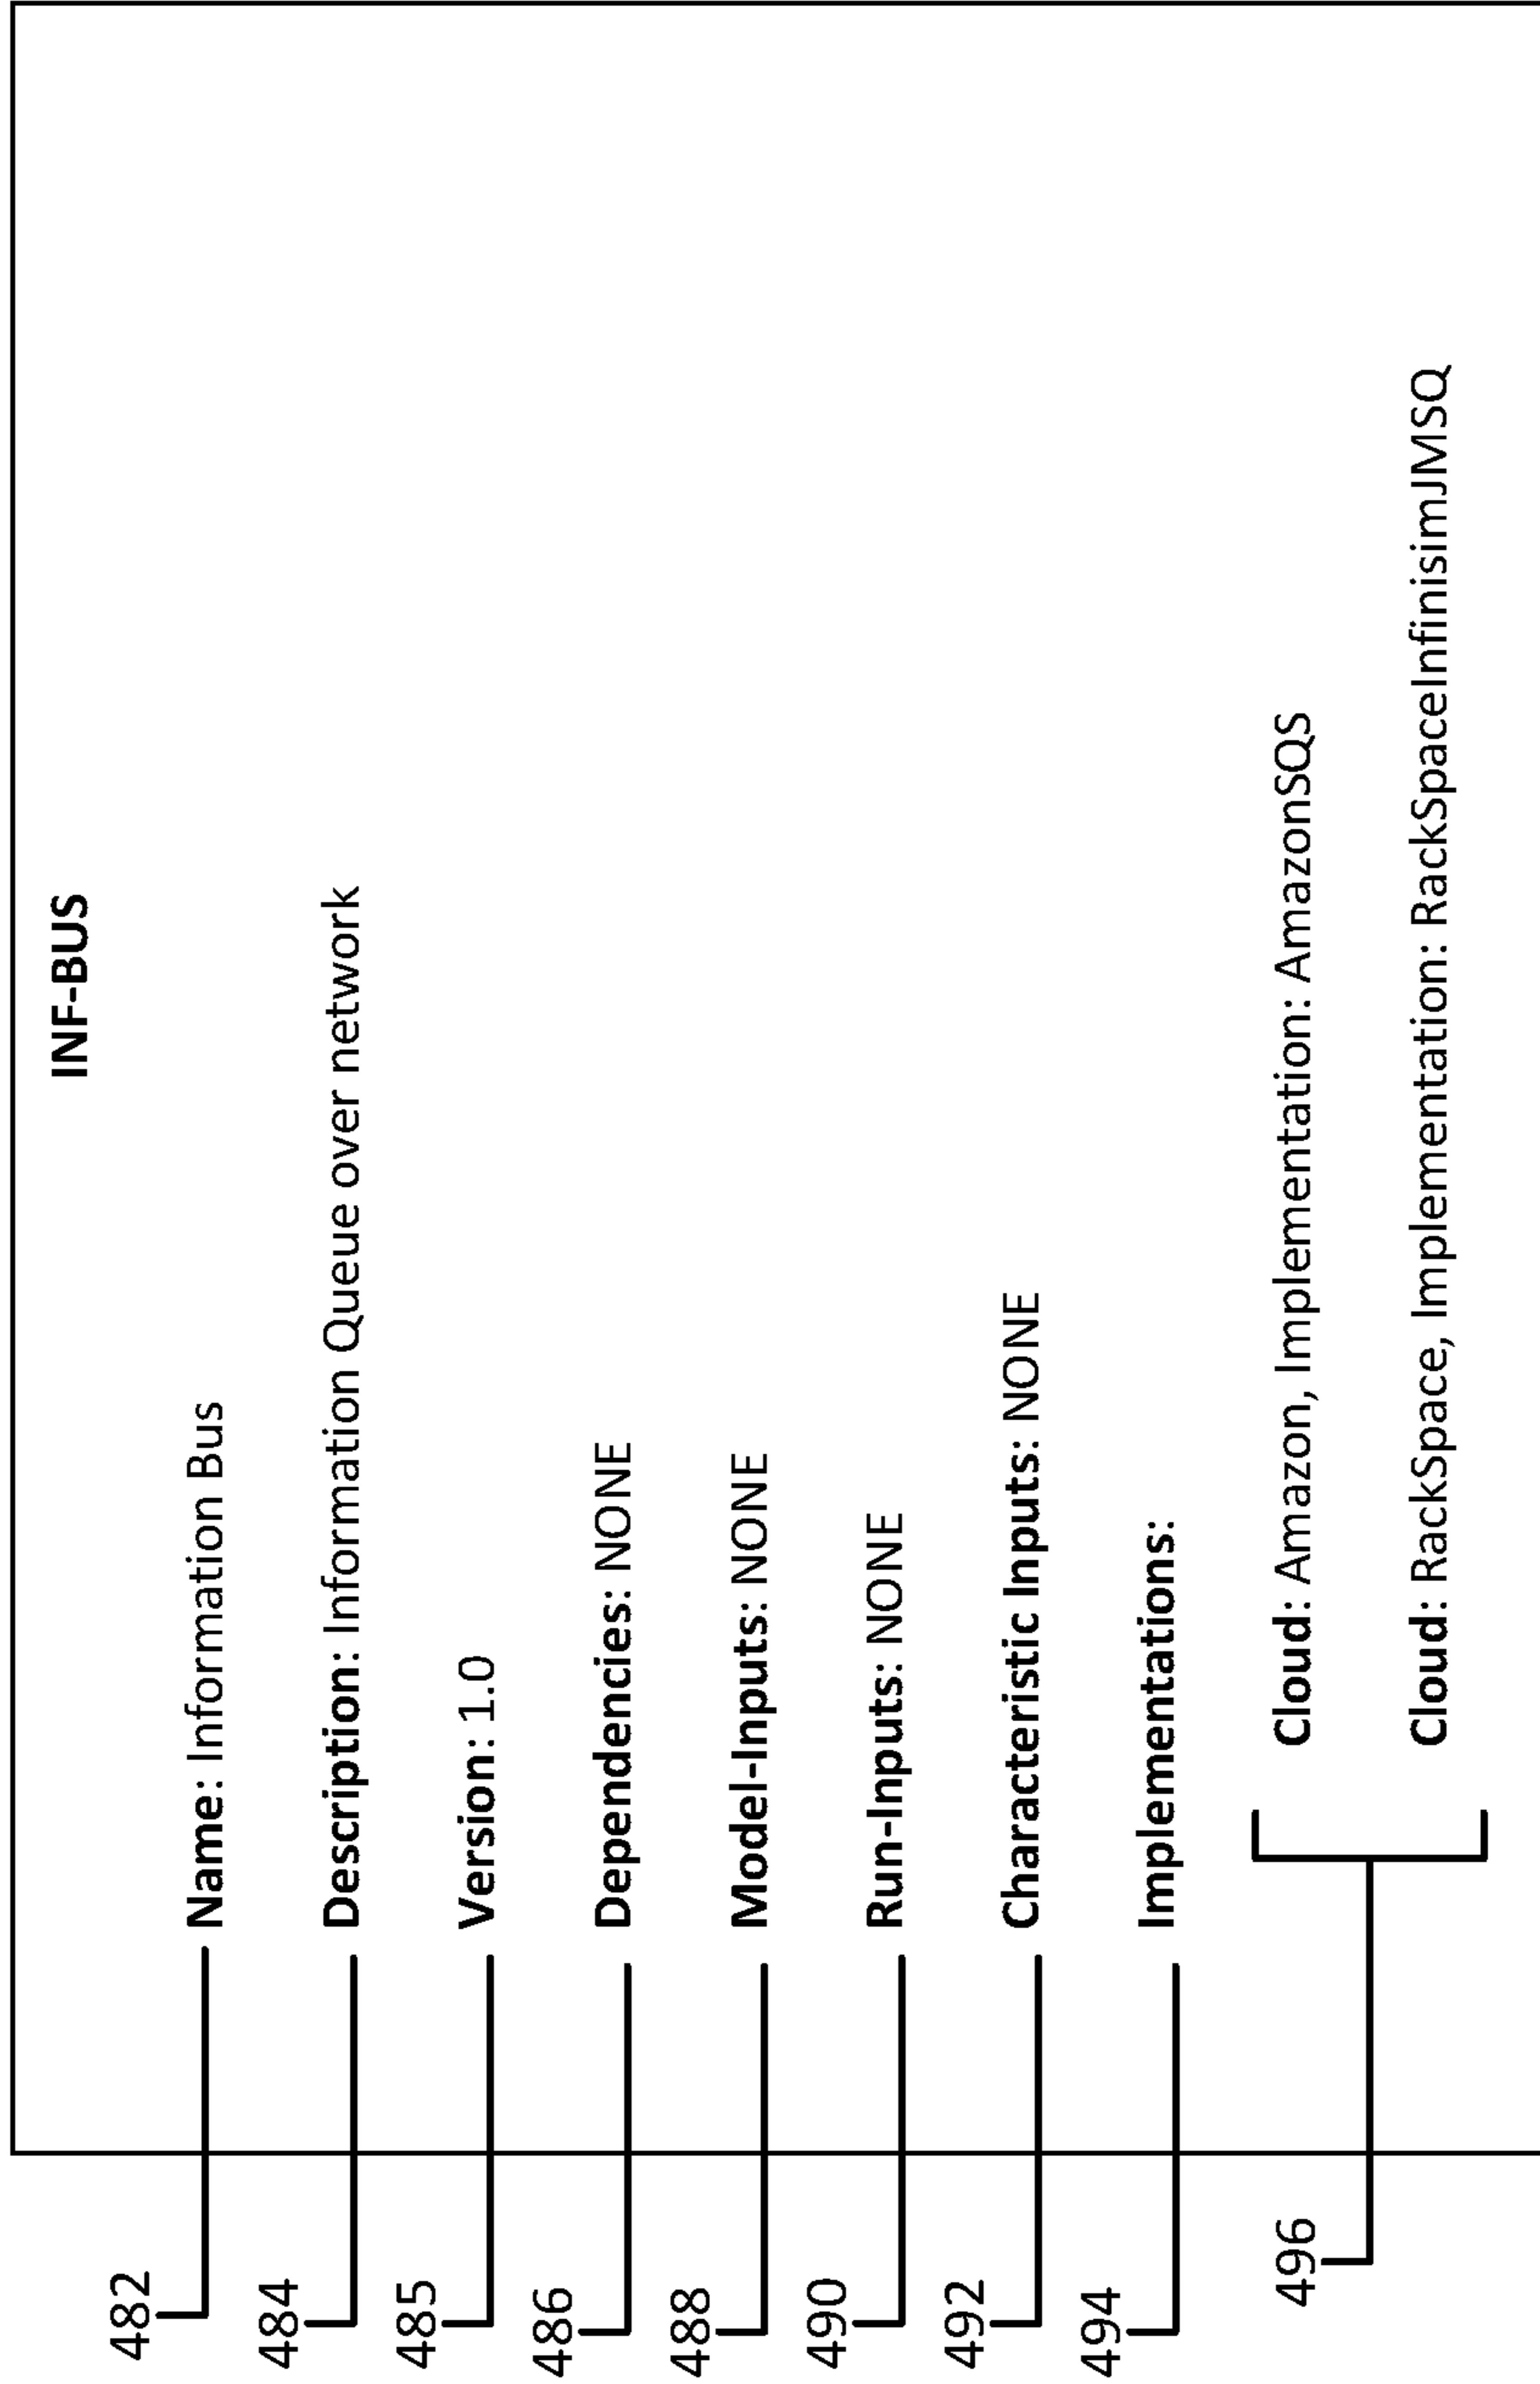 INF-BUS
482 Name: Information Bus
484 Description: Information Queue over network
485 Version: 1.0
486 Dependencies: NONE
488 Model-Inputs: NONE
490 Run-Inputs: NONE
492 Characteristic Inputs: NONE
494 Implementations:
496
Cloud: Amazon, Implementation: AmazonSQS
Cloud: RackSpace, Implementation: RackSpaceInfinisimJMSQ